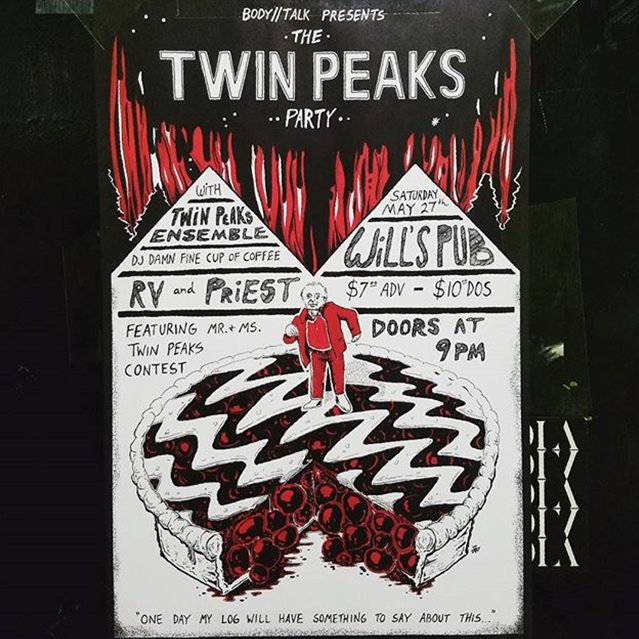 BODY//TALK PRESENTS
·THE·
TWIN PEAKS
··PARTY··
WITH
TWIN PEAKS
ENSEMBLE
DJ DAMN FINE CUP OF COFFEE
RV and PRIEST
FEATURING MR. + MS.
TWIN PEAKS
CONTEST
SATURDAY
MAY 27th
WILL'S PUB
$7 ADV - $10 DOS
DOORS AT
9PM
"ONE DAY MY LOG WILL HAVE SOMETHING TO SAY ABOUT THIS..."